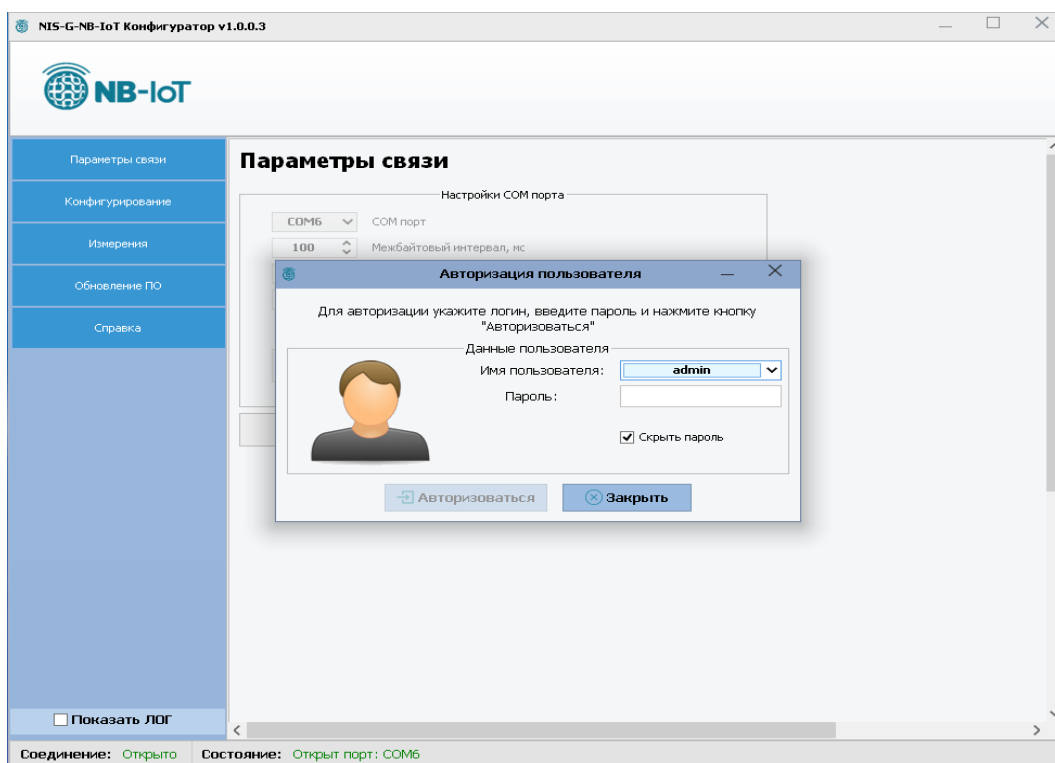 NIS-G-NB-IoT Конфигуратор v1.0.0.3
NB-IoT
Параметры связи
Конфигурирование
Измерения
Обновление ПО
Справка
Параметры связи
Настройки COM порта
COM6 COM порт
100 Межбайтовый интервал, мс
Авторизация пользователя
Для авторизации укажите логин, введите пароль и нажмите кнопку
"Авторизоваться"
Данные пользователя
Имя пользователя: admin
Пароль:
Скрыть пароль
Авторизоваться Закрыть
Показать ЛОГ
Соединение: Открыто Состояние: Открыт порт: COM6